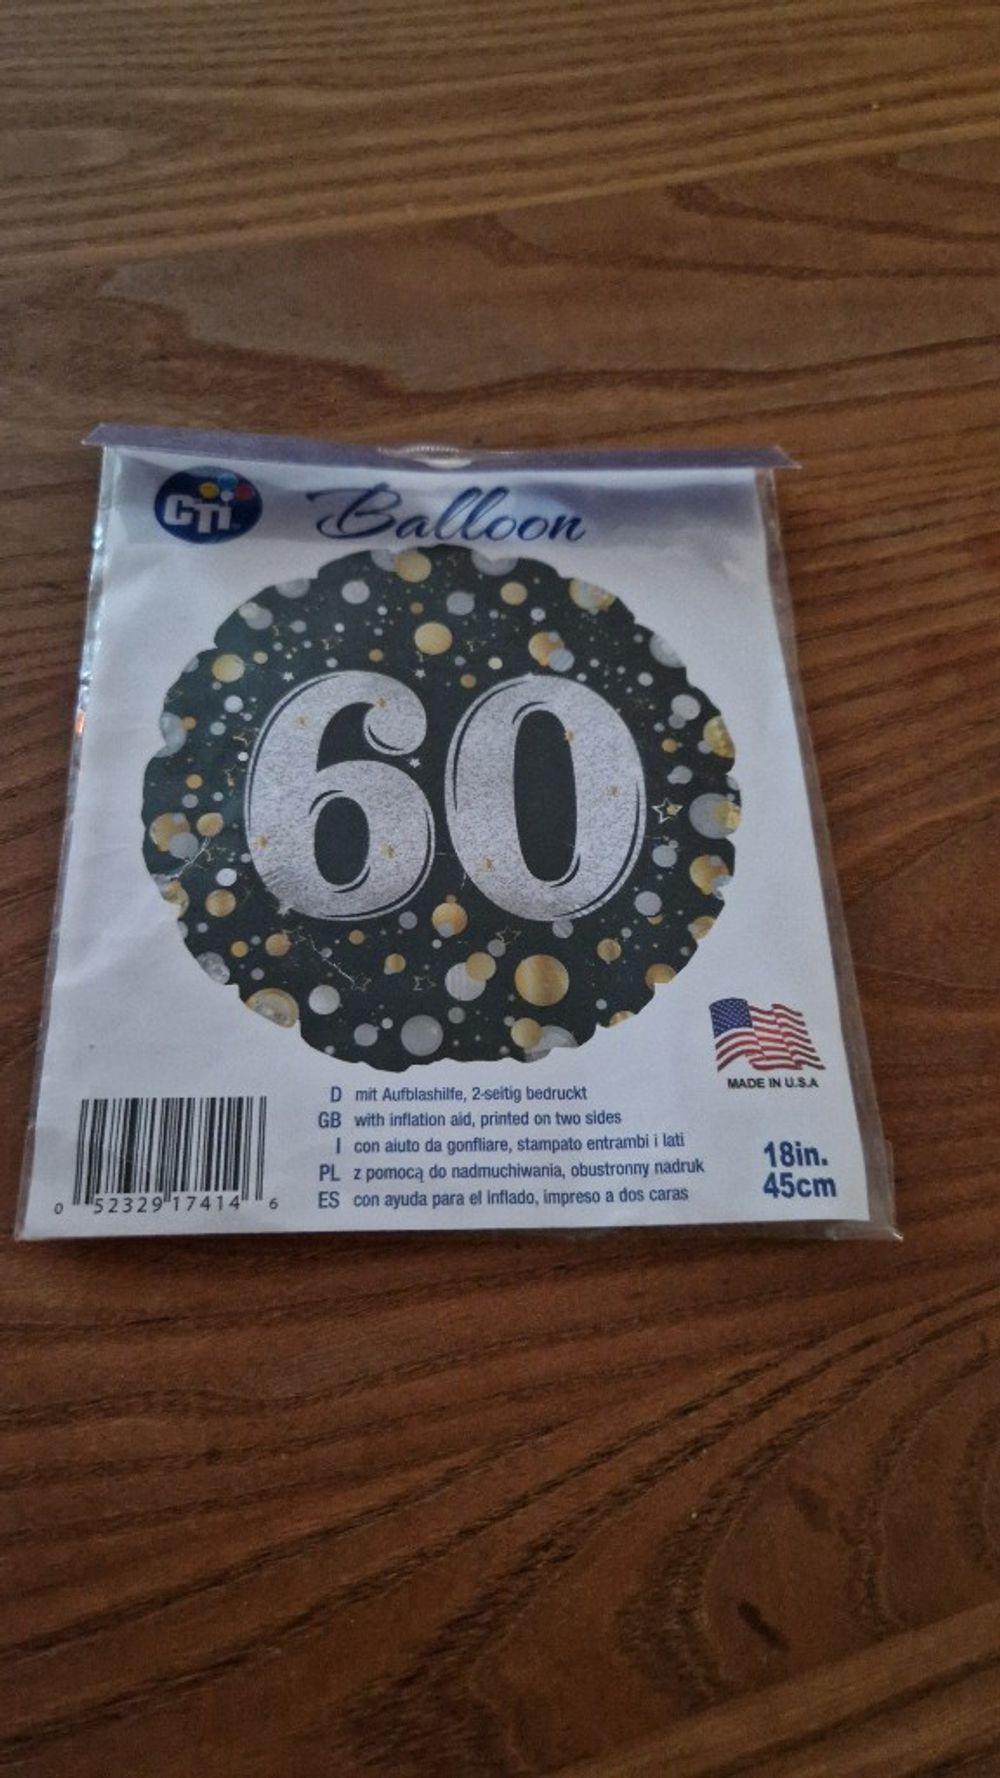 CTi Balloon
60
MADE IN U.S.A
D mit Aufblashilfe, 2-seitig bedruckt
GB with inflation aid, printed on two sides
I con aiuto da gonfliare, stampato entrambi i lati
PL z pomocą do nadmuchiwania, obustronny nadruk
ES con ayuda para el inflado, impreso a dos caras
18in.
45cm
0 52329 17414 6